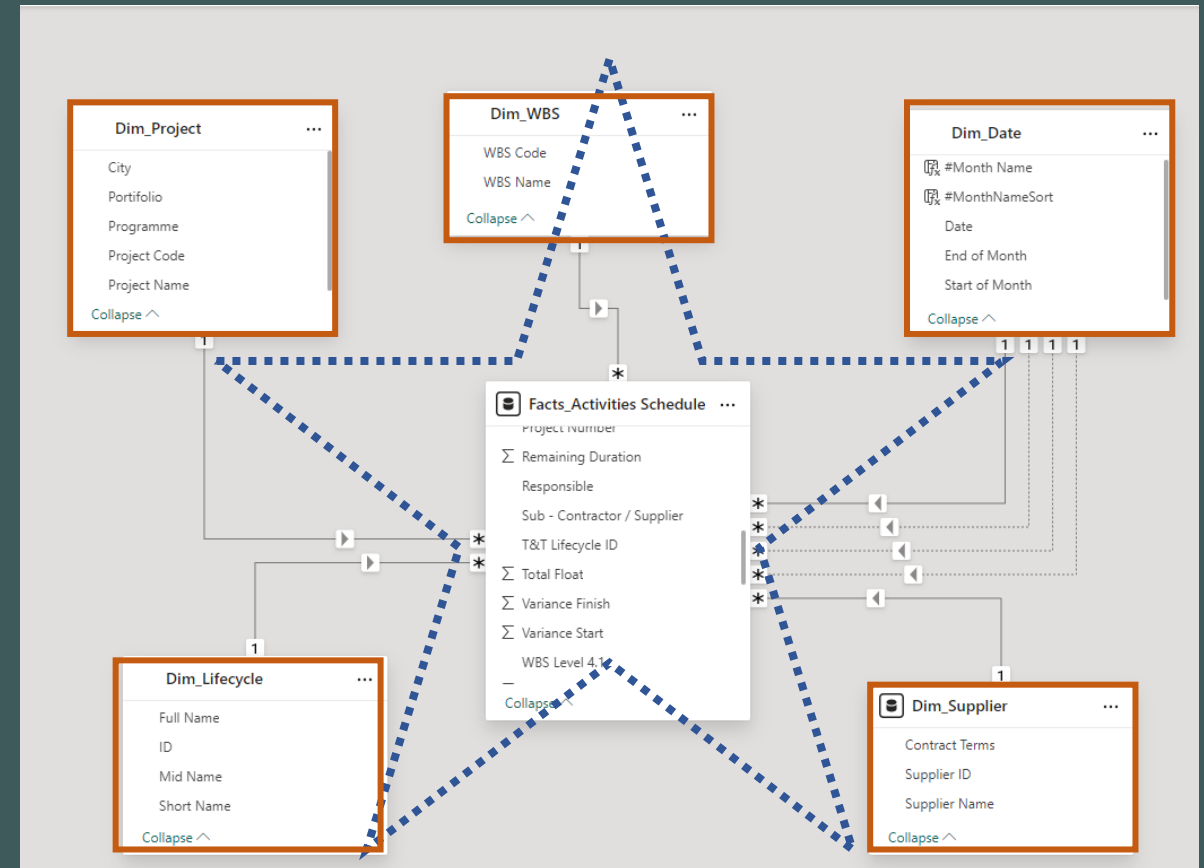 Dim_Project ...
City
Portifolio
Programme
Project Code
Project Name
Collapse
1
Dim_WBS ...
WBS Code
WBS Name
Collapse
1
*
Dim_Date ...
#Month Name
#MonthNameSort
Date
End of Month
Start of Month
Collapse
1 1 1 1
Facts_Activities Schedule ...
Project Number
Σ Remaining Duration
Responsible
Sub - Contractor / Supplier
T&T Lifecycle ID
Σ Total Float
Σ Variance Finish
Σ Variance Start
WBS Level 4.1
Collapse
*
*
*
*
*
*
*
1
Dim_Lifecycle ...
Full Name
ID
Mid Name
Short Name
Collapse
1
Dim_Supplier ...
Contract Terms
Supplier ID
Supplier Name
Collapse